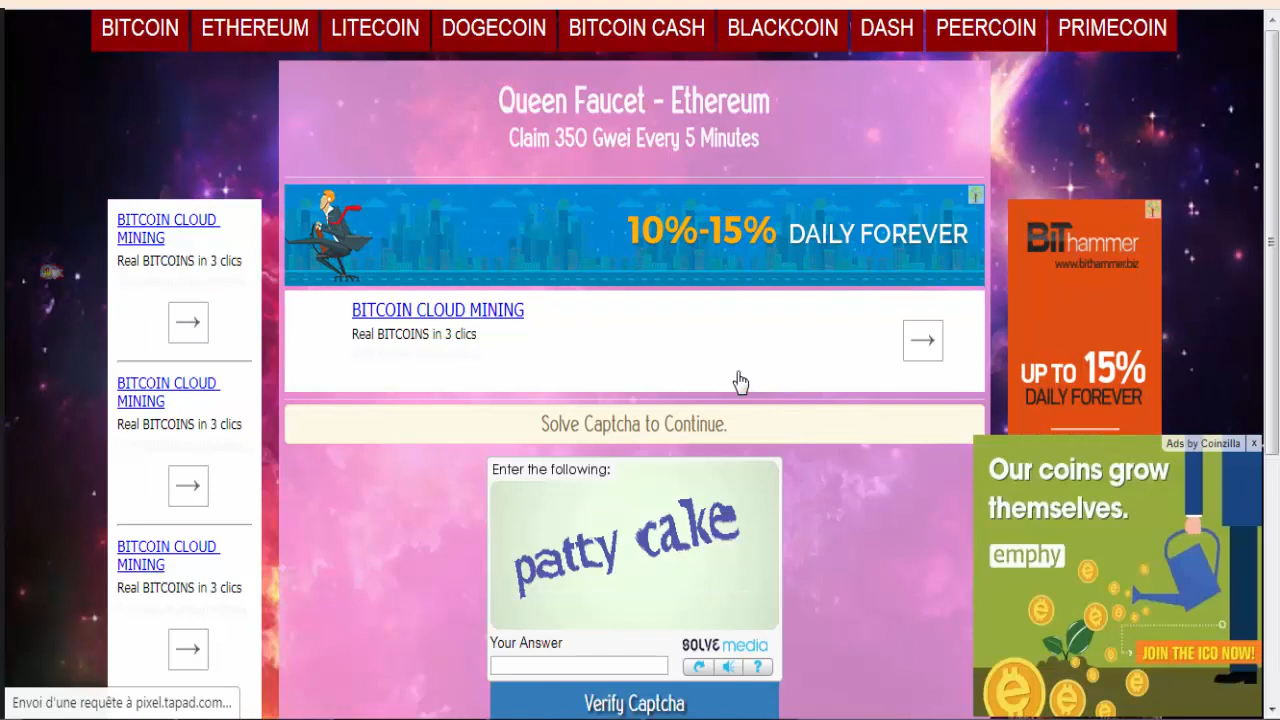 BITCOIN
ETHEREUM
LITECOIN
DOGECOIN
BITCOIN CASH
BLACKCOIN
DASH
PEERCOIN
PRIMECOIN
Queen Faucet - Ethereum
Claim 350 Gwei Every 5 Minutes
10%-15% DAILY FOREVER
BITCOIN CLOUD MINING
Real BITCOINS in 3 clics
Solve Captcha to Continue.
Enter the following:
patty cake
Your Answer
SOLVE media
?
Verify Captcha
BITCOIN CLOUD
MINING
Real BITCOINS in 3 clics
BITCOIN CLOUD
MINING
Real BITCOINS in 3 clics
BITCOIN CLOUD
MINING
Real BITCOINS in 3 clics
BIThammer
www.bithammer.biz
UP TO 15%
DAILY FOREVER
Ads by Coinzilla x
Our coins grow
themselves.
emphy
JOIN THE ICO NOW!
Envoi d'une requête à pixel.tapad.com...